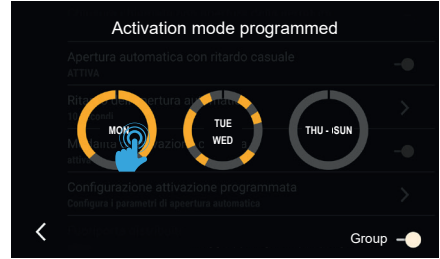 Activation mode programmed
Apertura automatica con ritardo casuale
ATTIVA
MON
TUE
WED
THU - SUN
Configurazione attivazione programmata
Configura i parametri di apeertura automatica
Group